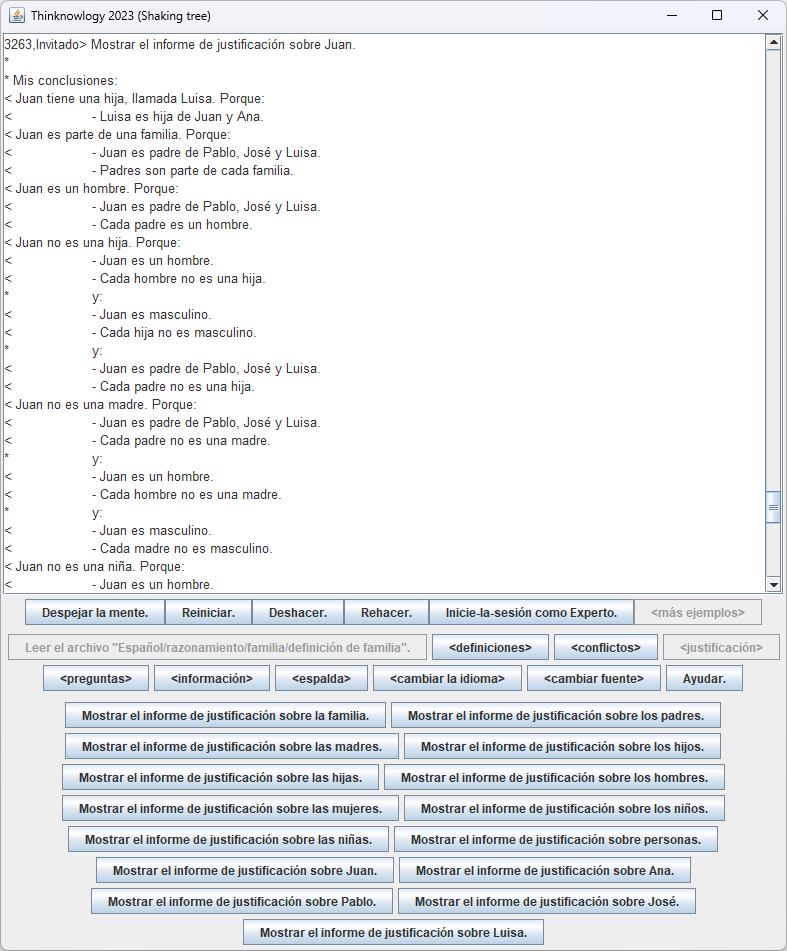 Thinknowlogy 2023 (Shaking tree)
3263,Invitado> Mostrar el informe de justificación sobre Juan.
*
* Mis conclusiones:
< Juan tiene una hija, llamada Luisa. Porque:
< - Luisa es hija de Juan y Ana.
< Juan es parte de una familia. Porque:
< - Juan es padre de Pablo, José y Luisa.
< - Padres son parte de cada familia.
< Juan es un hombre. Porque:
< - Juan es padre de Pablo, José y Luisa.
< - Cada padre es un hombre.
< Juan no es una hija. Porque:
< - Juan es un hombre.
< - Cada hombre no es una hija.
* y:
< - Juan es masculino.
< - Cada hija no es masculino.
* y:
< - Juan es padre de Pablo, José y Luisa.
< - Cada padre no es una hija.
< Juan no es una madre. Porque:
< - Juan es padre de Pablo, José y Luisa.
< - Cada padre no es una madre.
* y:
< - Juan es un hombre.
< - Cada hombre no es una madre.
* y:
< - Juan es masculino.
< - Cada madre no es masculino.
< Juan no es una niña. Porque:
< - Juan es un hombre.
Despejar la mente. Reiniciar. Deshacer. Rehacer. Inicie-la-sesión como Experto. <más ejemplos>
Leer el archivo "Español/razonamiento/familia/definición de familia". <definiciones> <conflictos> <justificación>
<preguntas> <información> <espalda> <cambiar la idioma> <cambiar fuente> Ayudar.
Mostrar el informe de justificación sobre la familia. Mostrar el informe de justificación sobre los padres.
Mostrar el informe de justificación sobre las madres. Mostrar el informe de justificación sobre los hijos.
Mostrar el informe de justificación sobre las hijas. Mostrar el informe de justificación sobre los hombres.
Mostrar el informe de justificación sobre las mujeres. Mostrar el informe de justificación sobre los niños.
Mostrar el informe de justificación sobre las niñas. Mostrar el informe de justificación sobre personas.
Mostrar el informe de justificación sobre Juan. Mostrar el informe de justificación sobre Ana.
Mostrar el informe de justificación sobre Pablo. Mostrar el informe de justificación sobre José.
Mostrar el informe de justificación sobre Luisa.